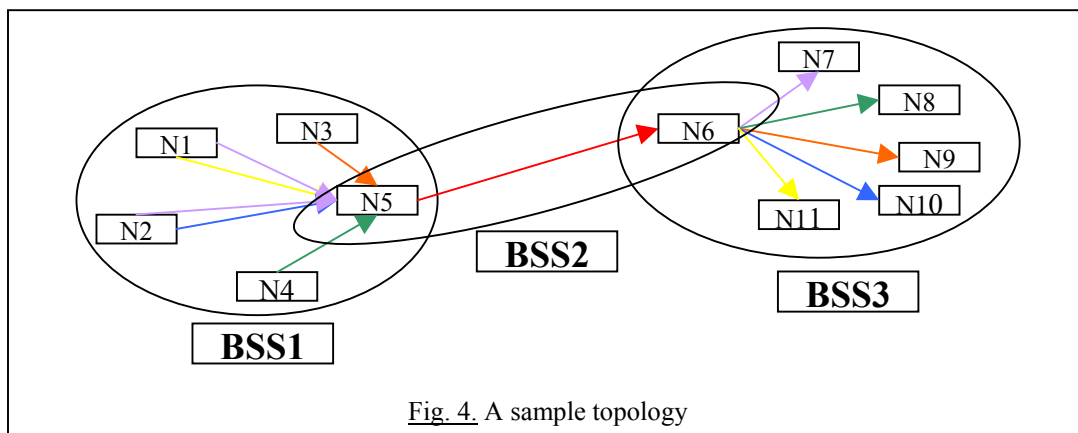 N7
N8
N3
N1
N6
N9
N5
N2
N10
N11
BSS2
N4
BSS3
BSS1
Fig. 4. A sample topology